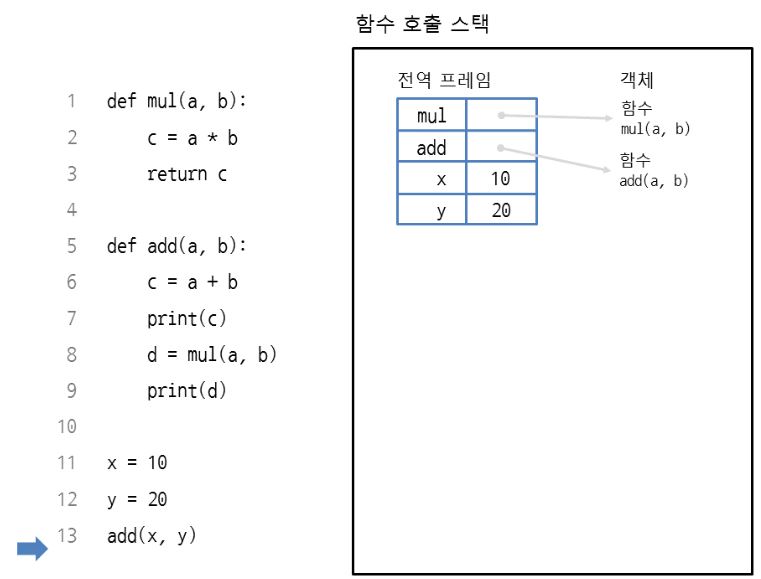 함수 호출 스택
1 def mul(a, b):
2 c = a * b
3 return c
4
5 def add(a, b):
6 c = a + b
7 print(c)
8 d = mul(a, b)
9 print(d)
10
11 x = 10
12 y = 20
13 add(x, y)
전역 프레임
mul
add
x 10
y 20
객체
함수
mul(a, b)
함수
add(a, b)